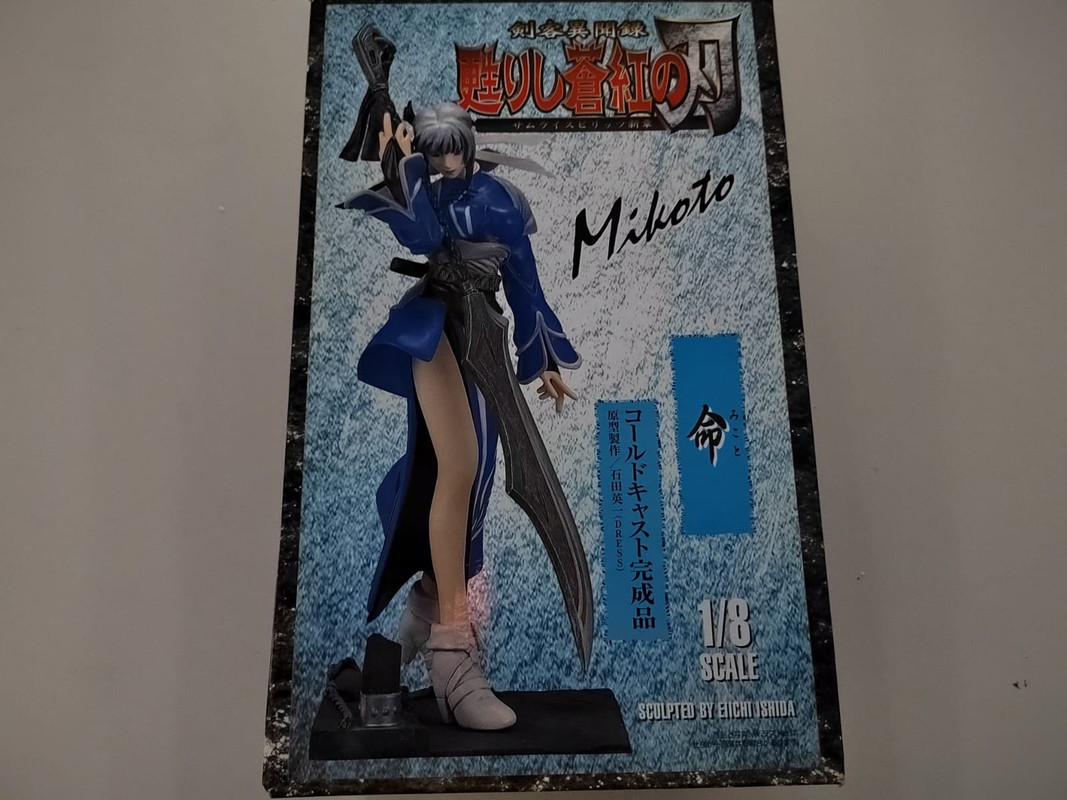 剣客異聞録
甦りし蒼紅の刃
サムライスピリッツ新章
Mikoto
命
みこと
コールドキャスト完成品
原型製作／石田英一（DRESS）
1/8
SCALE
SCULPTED BY EIICHI ISHIDA